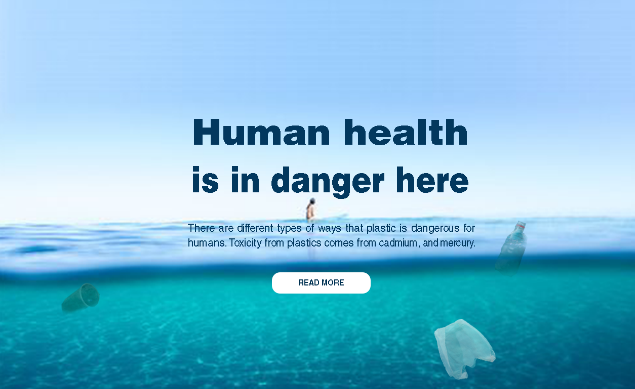 Human health
is in danger here
There are different types of ways that plastic is dangerous for
humans. Toxicity from plastics comes from cadmium, and mercury.
READ MORE